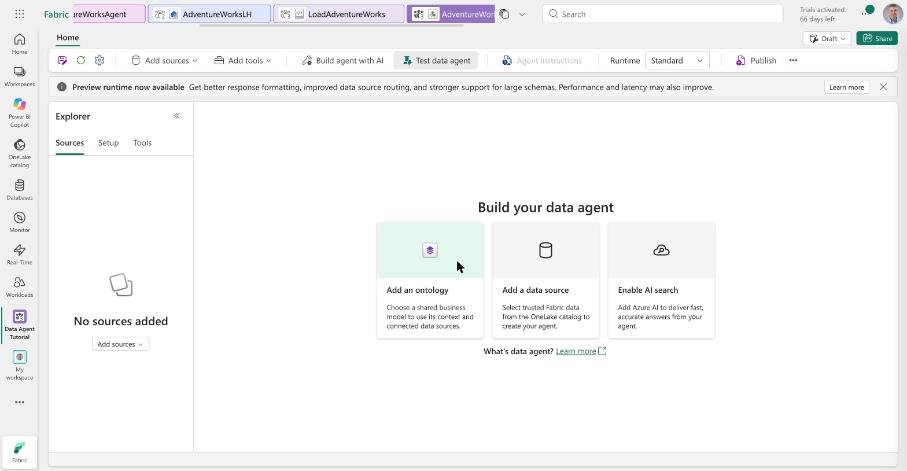 Fabric
reWorksAgent
AdventureWorksLH
LoadAdventureWorks
AdventureWor
Search
Trials activated:
66 days left
Home
Draft
Share
Add sources
Add tools
Build agent with AI
Test data agent
Agent instructions
Runtime
Standard
Publish
Preview runtime now available Get better response formatting, improved data source routing, and stronger support for large schemas. Performance and latency may also improve.
Learn more
Home
Workspaces
Power BI
Copilot
OneLake
catalog
Databases
Monitor
Real-Time
Workloads
Data Agent
Tutorial
My
workspace
Fabric
Explorer
Sources
Setup
Tools
No sources added
Add sources
Build your data agent
Add an ontology
Choose a shared business
model to use its context and
connected data sources.
Add a data source
Select trusted Fabric data
from the OneLake catalog to
create your agent.
Enable AI search
Add Azure AI to deliver fast,
accurate answers from your
agent.
What's data agent? Learn more